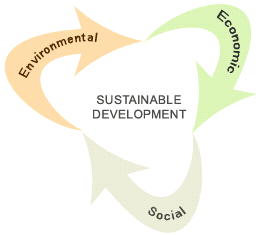 Environmental
Economic
SUSTAINABLE
DEVELOPMENT
Social